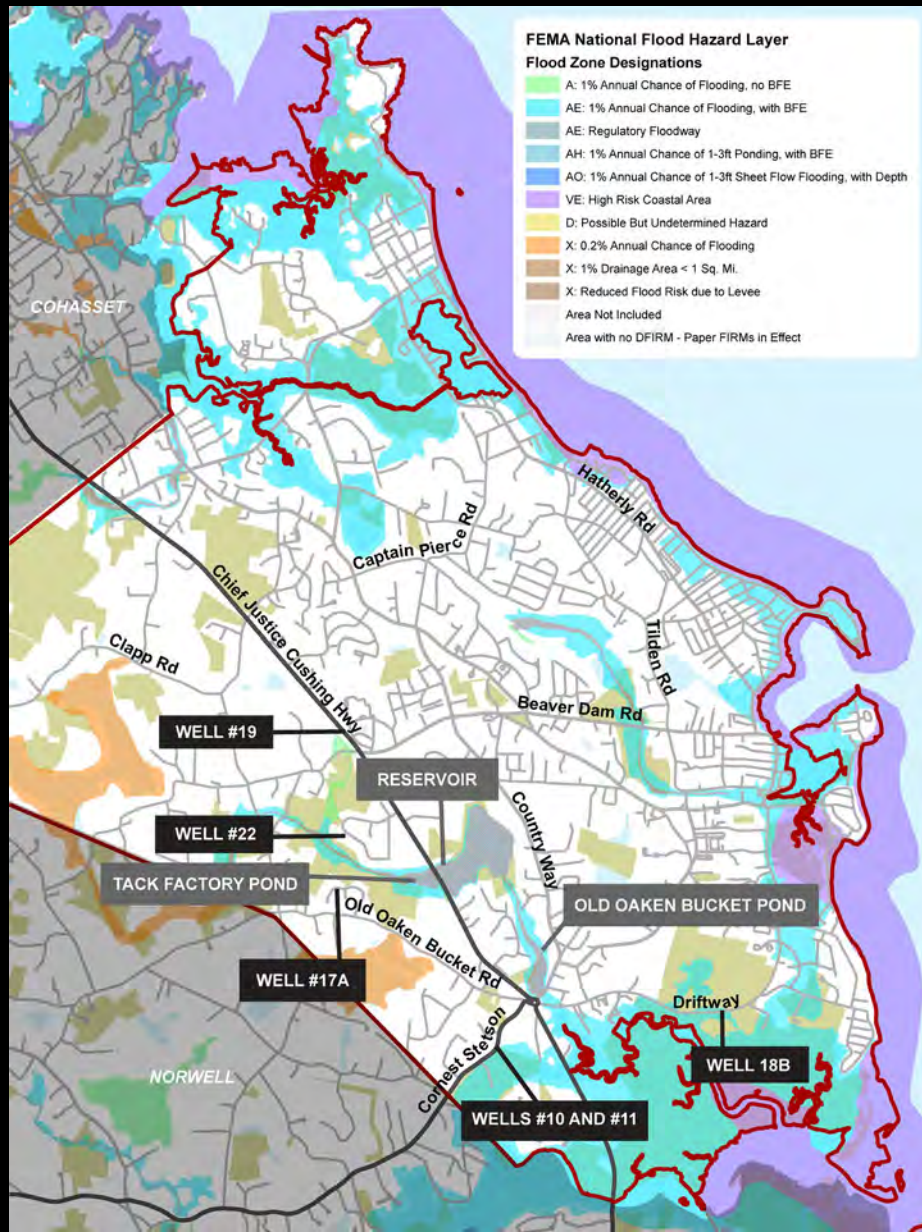 FEMA National Flood Hazard Layer
Flood Zone Designations
A: 1% Annual Chance of Flooding, no BFE
AE: 1% Annual Chance of Flooding, with BFE
AE: Regulatory Floodway
AH: 1% Annual Chance of 1-3ft Ponding, with BFE
AO: 1% Annual Chance of 1-3ft Sheet Flow Flooding, with Depth
VE: High Risk Coastal Area
D: Possible But Undetermined Hazard
X: 0.2% Annual Chance of Flooding
X: 1% Drainage Area < 1 Sq. Mi.
X: Reduced Flood Risk due to Levee
Area Not Included
Area with no DFIRM - Paper FIRMs in Effect
COHASSET
Hatherly Rd
Captain Pierce Rd
Chief Justice Cushing Hwy
Clapp Rd
Tilden Rd
Beaver Dam Rd
WELL #19
RESERVOIR
Country Way
WELL #22
TACK FACTORY POND
OLD OAKEN BUCKET POND
Old Oaken Bucket Rd
WELL #17A
Driftway
WELL 18B
Cornest Stetson
NORWELL
WELLS #10 AND #11